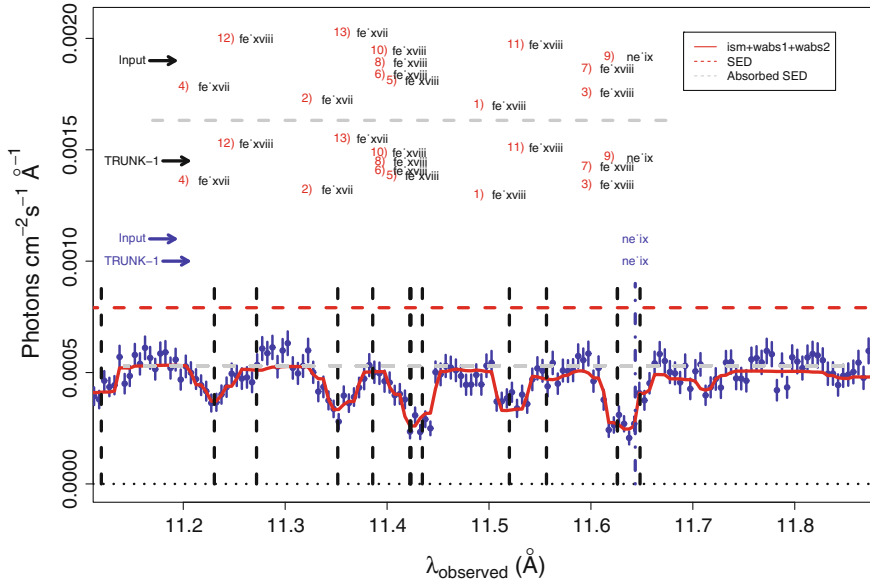 0.0020
0.0015
0.0010
0.0005
0.0000
Photons cm⁻²s⁻¹ Å⁻¹
12) fe˙xviii
13) fe˙xvii
Input
10) fe˙xviii
8) fe˙xviii
6) fe˙xviii
5) fe˙xviii
11) fe˙xviii
9) ne˙ix
7) fe˙xviii
4) fe˙xvii
2) fe˙xvii
1) fe˙xviii
3) fe˙xviii
ism+wabs1+wabs2
SED
Absorbed SED
12) fe˙xviii
13) fe˙xvii
TRUNK−1
10) fe˙xviii
8) fe˙xviii
6) fe˙xviii
5) fe˙xviii
11) fe˙xviii
9) ne˙ix
7) fe˙xviii
4) fe˙xvii
2) fe˙xvii
1) fe˙xviii
3) fe˙xviii
Input
ne˙ix
TRUNK−1
ne˙ix
11.2 11.3 11.4 11.5 11.6 11.7 11.8
λobserved (Å)